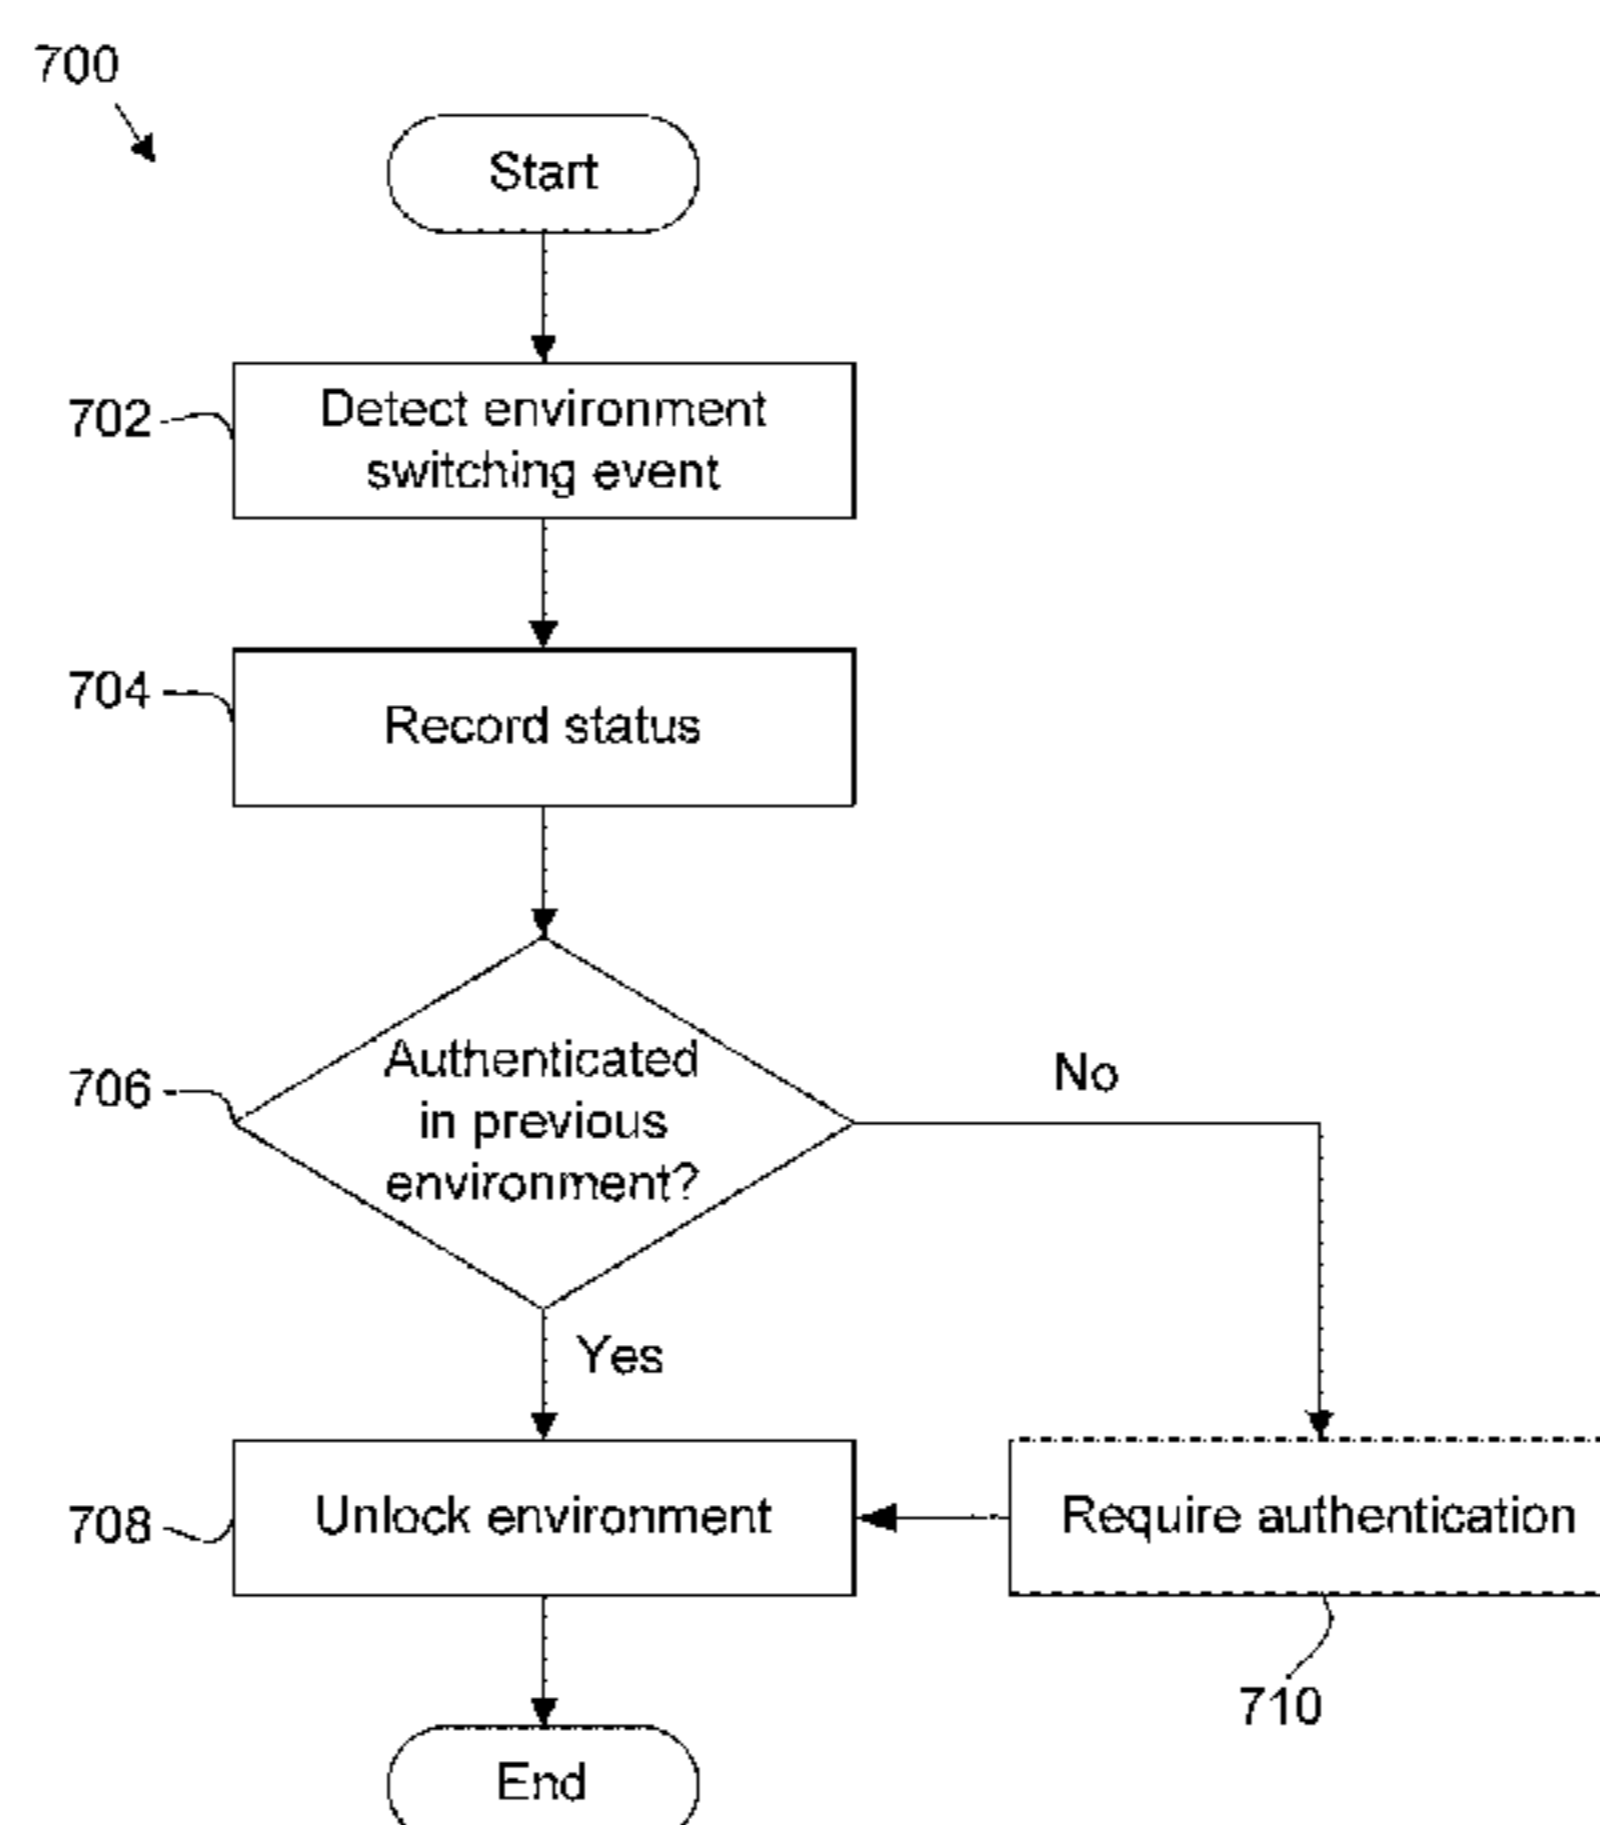 700
Start
702
Detect environment
switching event
704
Record status
706
Authenticated
in previous
environment?
No
Yes
708
Unlock environment
Require authentication
710
End